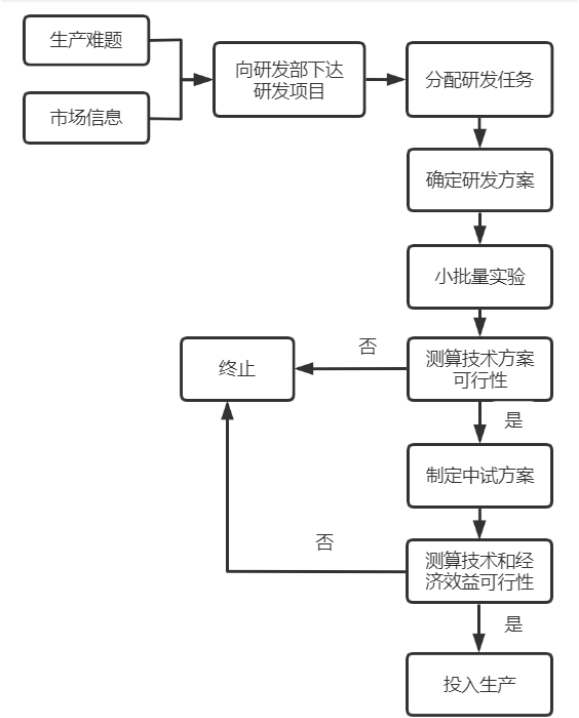 生产难题
市场信息
向研发部下达
研发项目
分配研发任务
确定研发方案
小批量实验
测算技术方案
可行性
否
终止
是
制定中试方案
测算技术和经
济效益可行性
否
是
投入生产